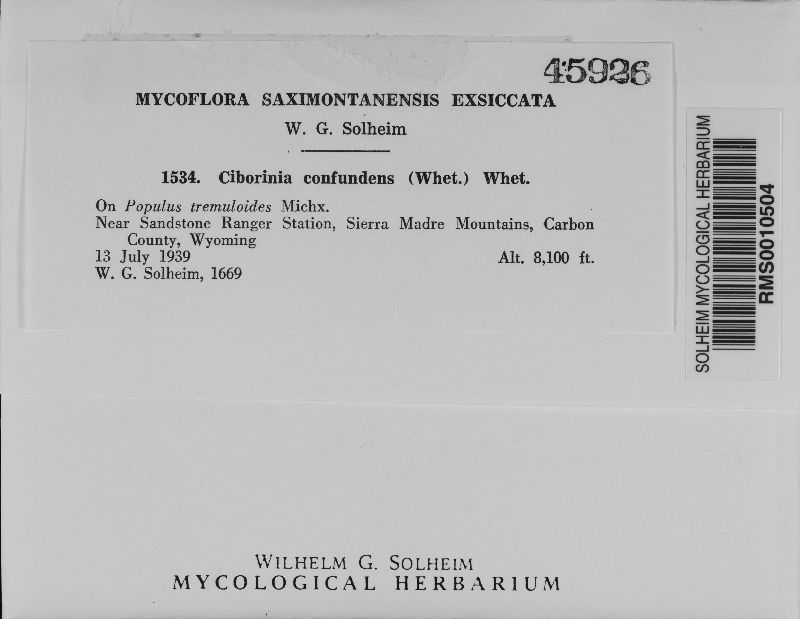 45926
MYCOFLORA SAXIMONTANENSIS EXSICCATA
W. G. Solheim
1534. Ciborinia confundens (Whet.) Whet.
On Populus tremuloides Michx.
Near Sandstone Ranger Station, Sierra Madre Mountains, Carbon
County, Wyoming
13 July 1939 Alt. 8,100 ft.
W. G. Solheim, 1669
SOLHEIM MYCOLOGICAL HERBARIUM
RMS0010504
WILHELM G. SOLHEIM
MYCOLOGICAL HERBARIUM